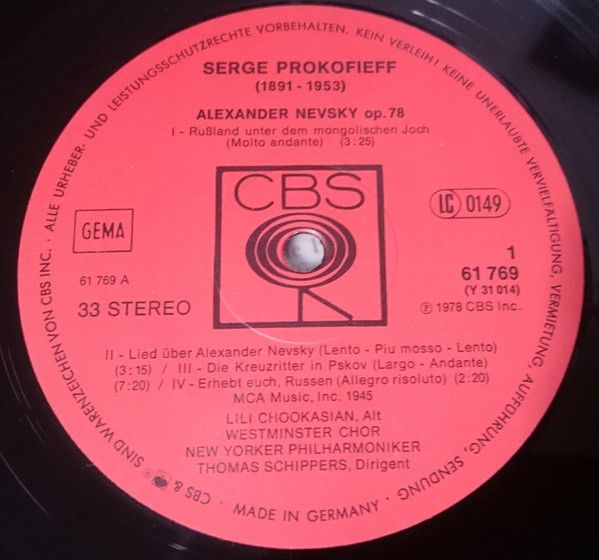 ALLE URHEBER- UND LEISTUNGSSCHUTZRECHTE VORBEHALTEN, KEIN VERLEIH! KEINE UNERLAUBTE VERVIELFÄLTIGUNG, VERMIETUNG, AUFFÜHRUNG, SENDUNG
SERGE PROKOFIEFF
(1891 - 1953)
ALEXANDER NEVSKY op.78
I - Rußland unter dem mongolischen Joch
(Molto andante) (3:25)
CBS
GEMA
LC 0149
61 769 A
33 STEREO
1
61 769
(Y 31 014)
℗ 1978 CBS Inc.
II - Lied über Alexander Nevsky (Lento - Piu mosso - Lento)
(3:15) / III - Die Kreuzritter in Pskov (Largo - Andante)
(7:20) / IV - Erhebt euch, Russen (Allegro risoluto) (2:20)
MCA Music, Inc. 1945
LILI CHOOKASIAN, Alt
WESTMINSTER CHOR
NEW YORKER PHILHARMONIKER
THOMAS SCHIPPERS, Dirigent
CBS & SIND WARENZEICHEN VON CBS INC.
MADE IN GERMANY